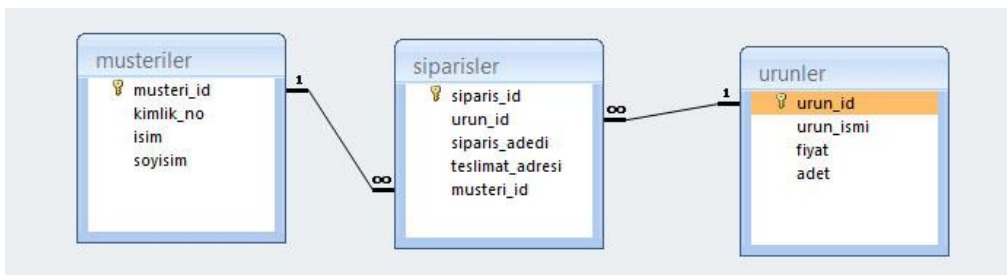 musteriler
musteri_id
kimlik_no
isim
soyisim
1
∞
siparisler
siparis_id
urun_id
siparis_adedi
teslimat_adresi
musteri_id
∞
1
urunler
urun_id
urun_ismi
fiyat
adet